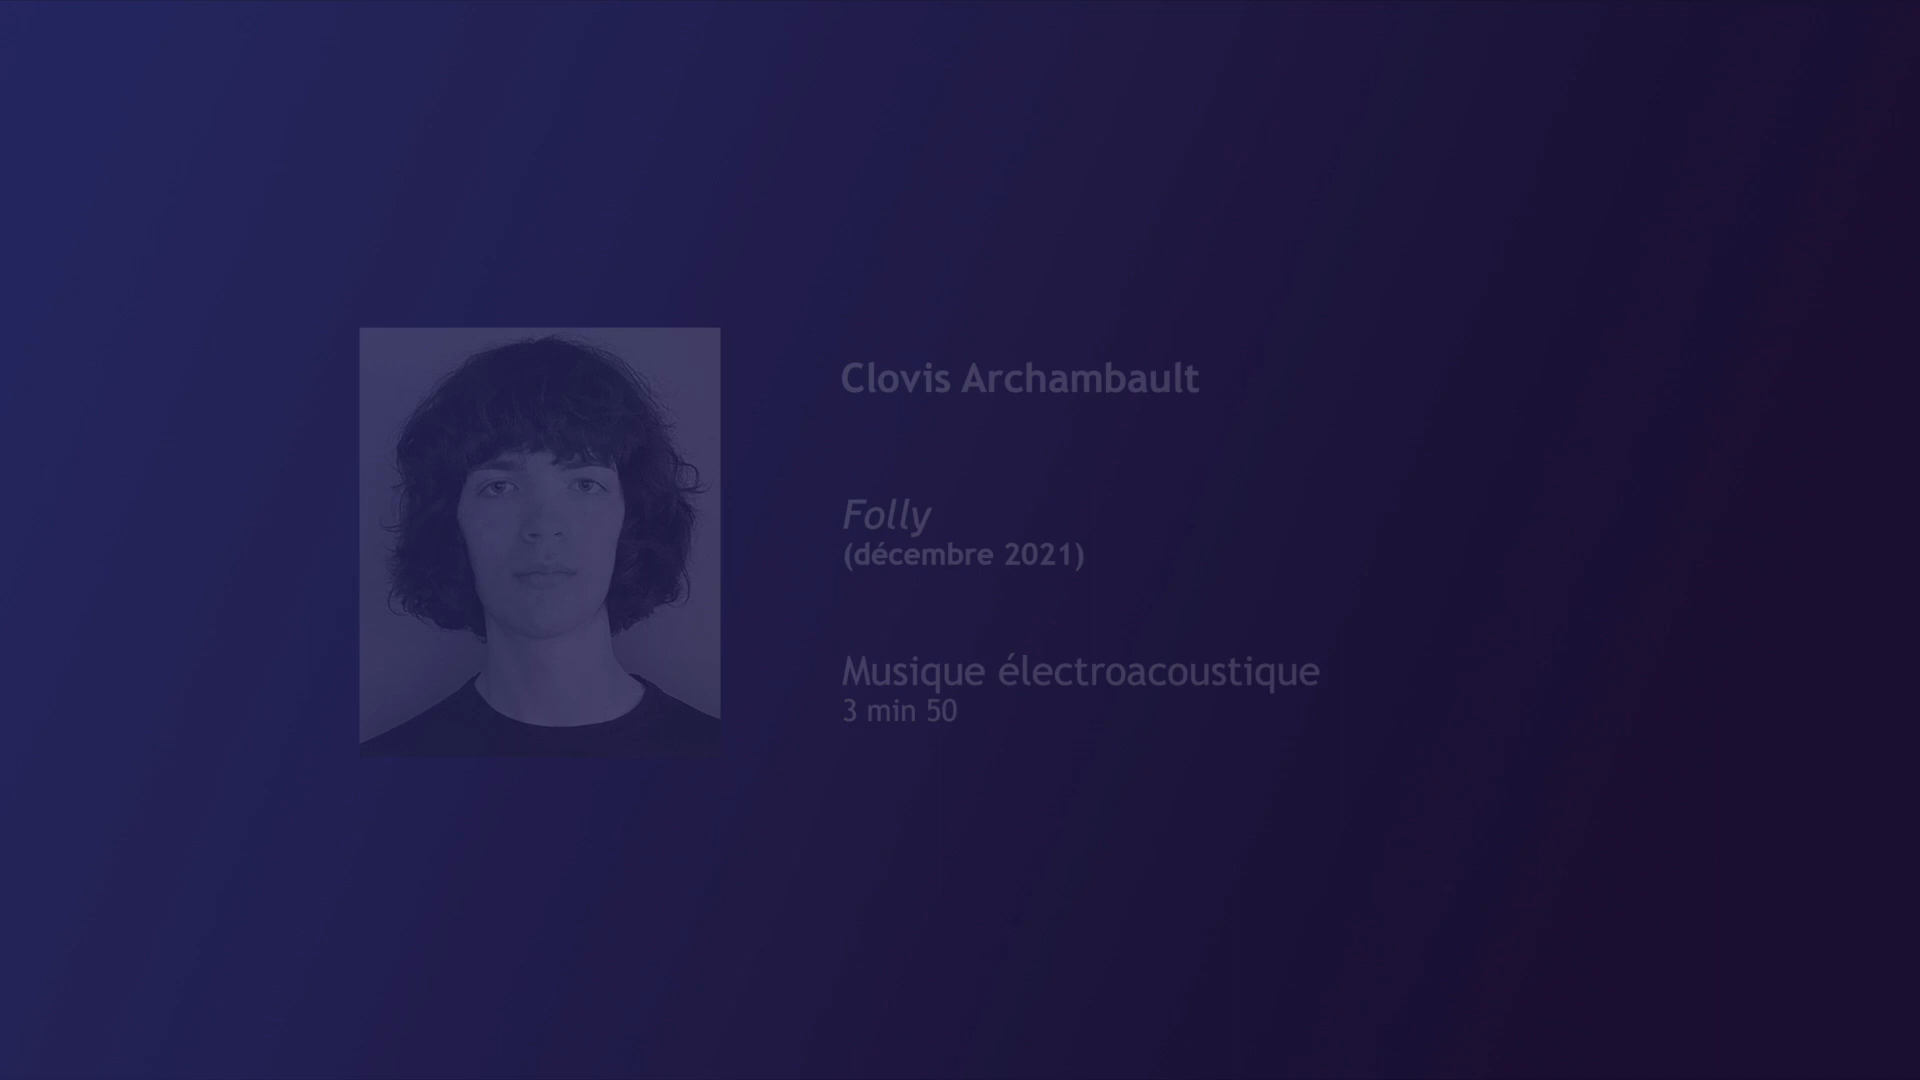 Clovis Archambault
Folly
(décembre 2021)
Musique électroacoustique
3 min 50